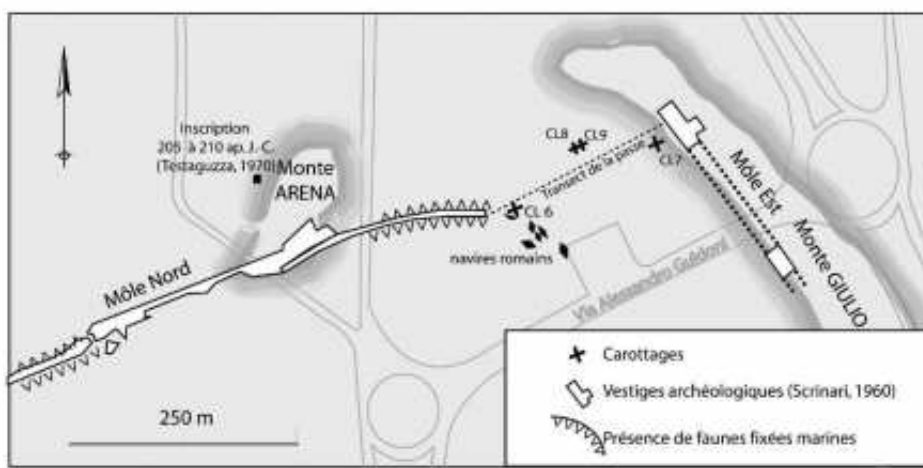 Inscription
205 à 210 ap. J. C.
(Testaguzza, 1970)
Monte
ARENA
Môle Nord
CL8
CL9
CL7
CL 6
Transect de la passe
navires romains
Môle Est
Monte GIULIO
Via Alessandro Guidoni
250 m
Carottages
Vestiges archéologiques (Scrinari, 1960)
Présence de faunes fixées marines